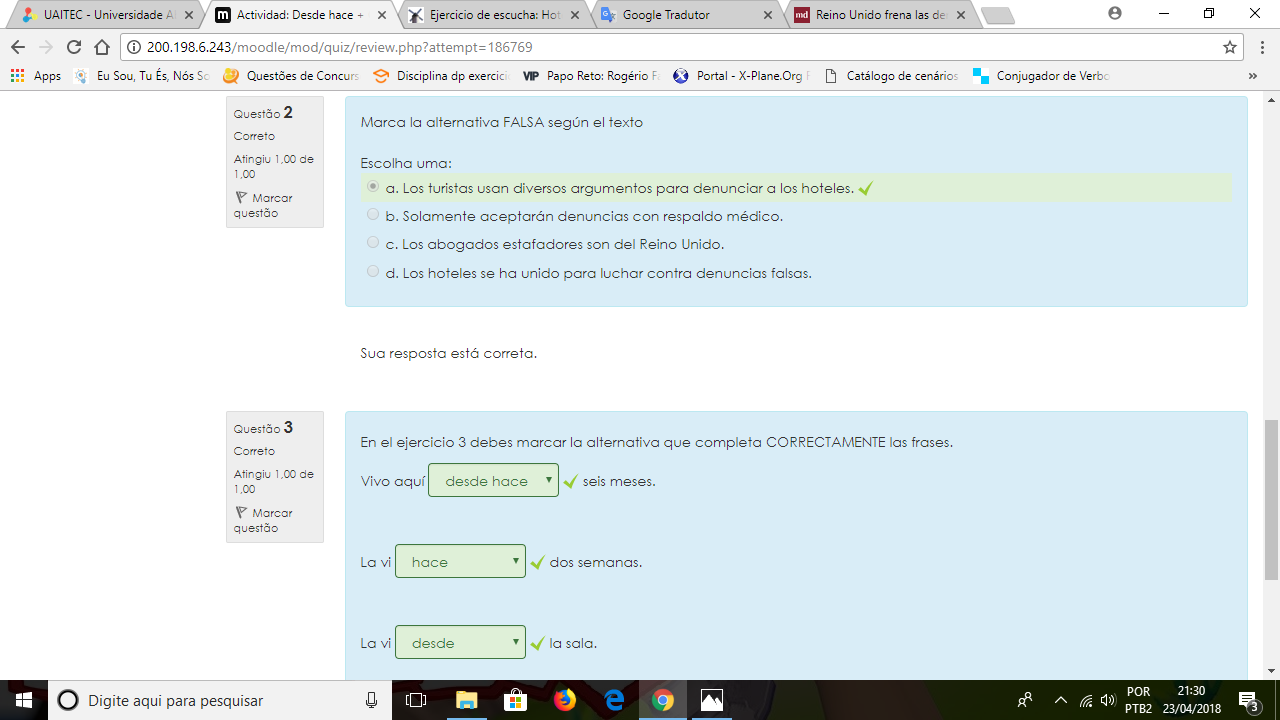 UAITEC - Universidade A
Actividad: Desde hace +
Ejercicio de escucha: Hot
Google Tradutor
Reino Unido frena las de
200.198.6.243/moodle/mod/quiz/review.php?attempt=186769
Apps
Eu Sou, Tu És, Nós So
Questões de Concurs
Disciplina dp exercici
VIP Papo Reto: Rogério F
Portal - X-Plane.Org F
Catálogo de cenários
Conjugador de Verbo
Questão 2
Correto
Atingiu 1,00 de
1,00
Marcar
questão
Marca la alternativa FALSA según el texto
Escolha uma:
a. Los turistas usan diversos argumentos para denunciar a los hoteles.
b. Solamente aceptarán denuncias con respaldo médico.
c. Los abogados estafadores son del Reino Unido.
d. Los hoteles se ha unido para luchar contra denuncias falsas.
Sua resposta está correta.
Questão 3
Correto
Atingiu 1,00 de
1,00
Marcar
questão
En el ejercicio 3 debes marcar la alternativa que completa CORRECTAMENTE las frases.
Vivo aquí desde hace seis meses.
La vi hace dos semanas.
La vi desde la sala.
Digite aqui para pesquisar
POR
PTB2
21:30
23/04/2018
3